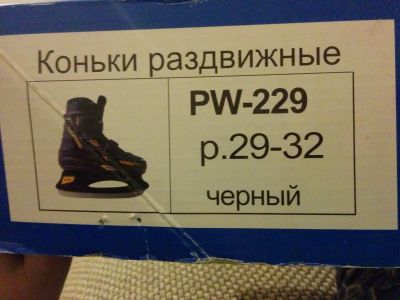 Коньки раздвижные
PW-229
р.29-32
черный